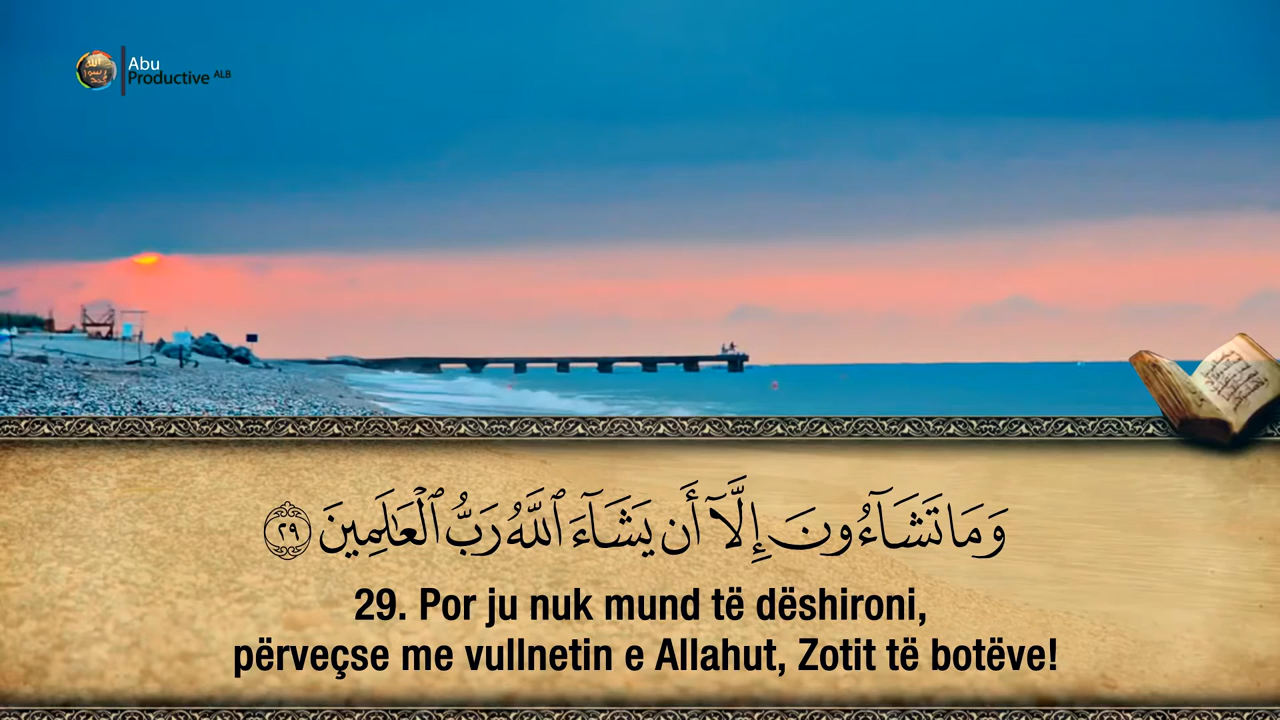 Abu
Productive ALB
وَمَا تَشَآءُونَ إِلَّآ أَن يَشَآءَ ٱللَّهُ رَبُّ ٱلْعَـٰلَمِينَ ٢٩
29. Por ju nuk mund të dëshironi,
përveçse me vullnetin e Allahut, Zotit të botëve!